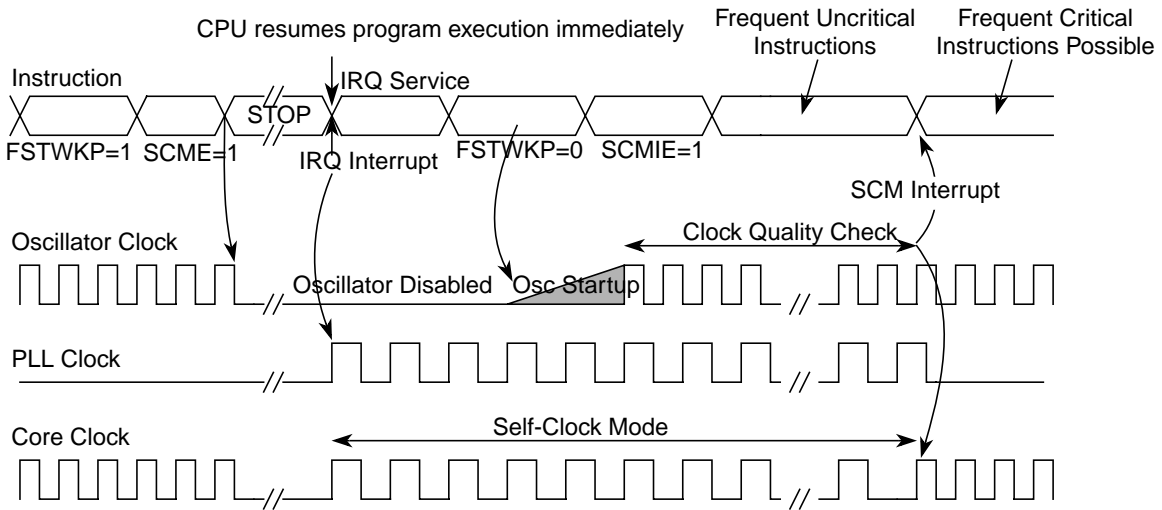 CPU resumes program execution immediately
Frequent Uncritical
Instructions
Frequent Critical
Instructions Possible
Instruction
STOP
IRQ Service
FSTWKP=1
SCME=1
IRQ Interrupt
FSTWKP=0
SCMIE=1
SCM Interrupt
Oscillator Clock
Clock Quality Check
Oscillator Disabled
Osc Startup
PLL Clock
Core Clock
Self-Clock Mode